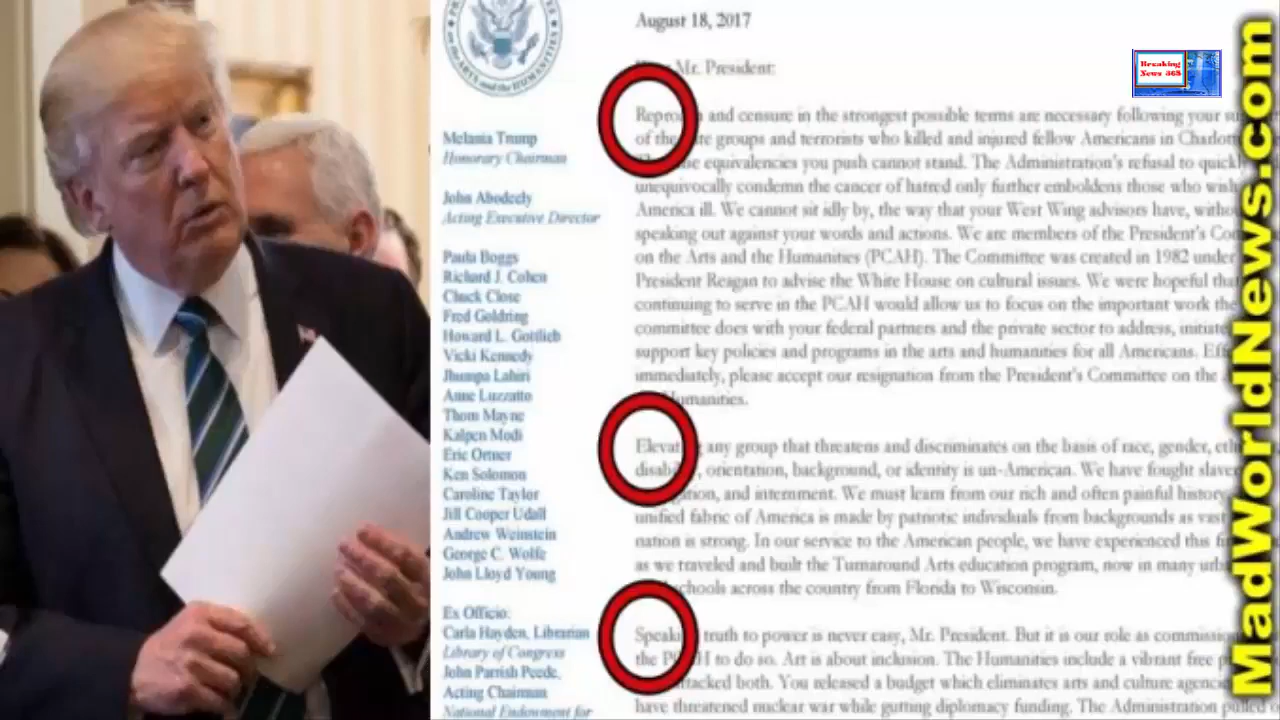 August 18, 2017
Mr. President:
and censure in the strongest possible terms are necessary following your
of groups and terrorists who killed and injured fellow Americans in
equivalencies you push cannot stand. The Administration's refusal to
unequivocally condemn the cancer of hatred only further emboldens those who
America ill. We cannot sit idly by, the way that your West Wing advisors have,
speaking out against your words and actions. We are members of the President's
on the Arts and the Humanities (PCAH). The Committee was created in 1982 under
President Reagan to advise the White House on cultural issues. We were hopeful
continuing to serve in the PCAH would allow us to focus on the important work the
committee does with your federal partners and the private sector to address, initiate
support key policies and programs in the arts and humanities for all Americans.
immediately, please accept our resignation from the President's Committee on the
Humanities.
any group that threatens and discriminates on the basis of race, gender,
orientation, background, or identity is un-American. We have fought
and internment. We must learn from our rich and often painful history
unified fabric of America is made by patriotic individuals from backgrounds as vast
nation is strong. In our service to the American people, we have experienced this
as we traveled and built the Turnaround Arts education program, now in many
schools across the country from Florida to Wisconsin.
truth to power is never easy, Mr. President. But it is our role as
the to do so. Art is about inclusion. The Humanities include a vibrant free
both. You released a budget which eliminates arts and culture
have threatened nuclear war while gutting diplomacy funding. The Administration pulled
Melania Trump
Honorary Chairman
John Abodeely
Acting Executive Director
Paula Boggs
Richard J. Cohen
Chuck Close
Fred Goldring
Howard L. Gottlieb
Vicki Kennedy
Jhumpa Lahiri
Anne Luzzatto
Thom Mayne
Kalpen Modi
Eric Ortner
Ken Solomon
Caroline Taylor
Jill Cooper Udall
Andrew Weinstein
George C. Wolfe
John Lloyd Young
Ex Officio:
Carla Hayden, Librarian
Library of Congress
John Parrish Peede,
Acting Chairman
National Endowment for
Breaking
News 365
MadWorldNews.com